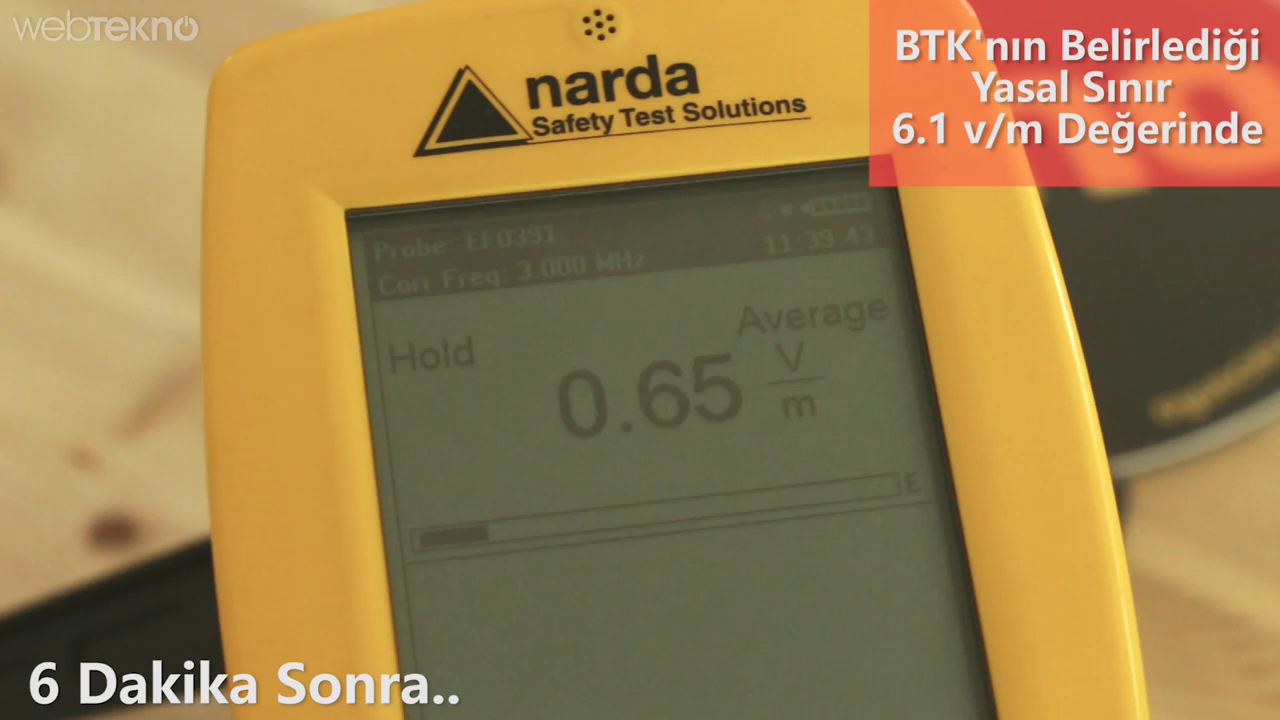 webTEKNO
BTK'nın Belirlediği
Yasal Sınır
6.1 v/m Değerinde
narda
Safety Test Solutions
Probe: EF0391
11:39:43
Corr Freq: 3.000 MHz
Average
Hold
0.65 V/m
E
6 Dakika Sonra..